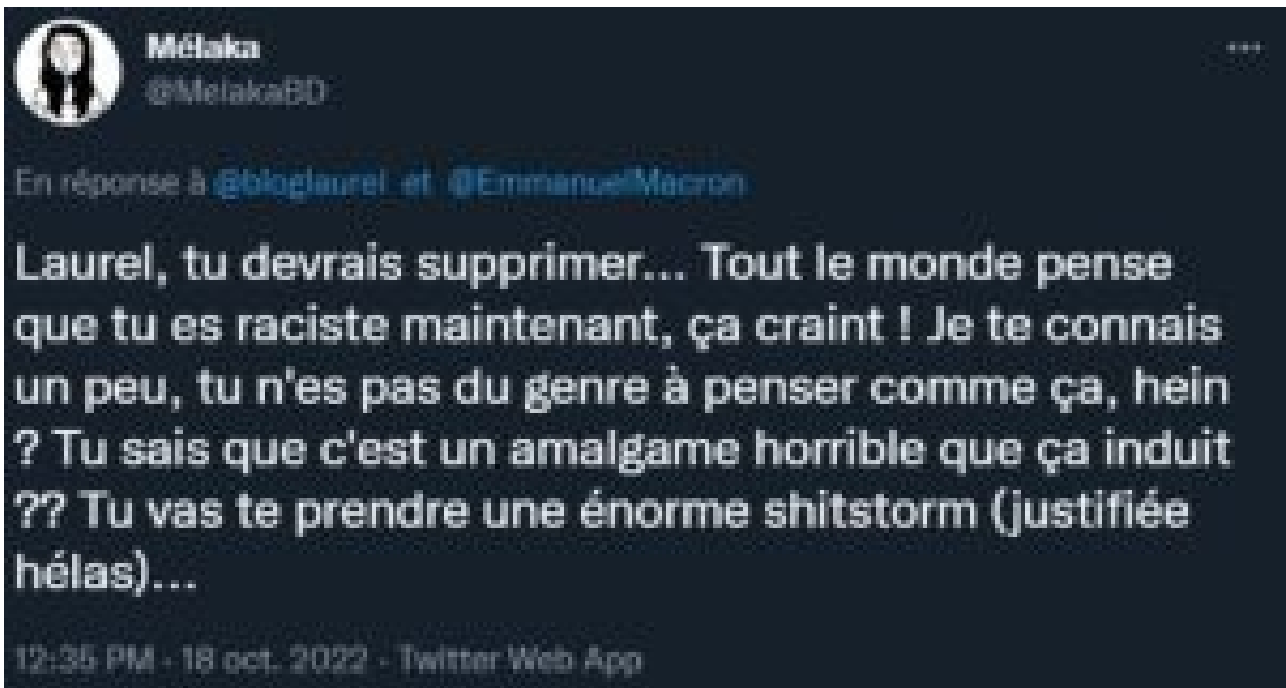 Mélaka
@MelakaBD
En réponse à @bloglaurel et @EmmanuelMacron
Laurel, tu devrais supprimer... Tout le monde pense
que tu es raciste maintenant, ça craint ! Je te connais
un peu, tu n'es pas du genre à penser comme ça, hein
? Tu sais que c'est un amalgame horrible que ça induit
?? Tu vas te prendre une énorme shitstorm (justifiée
hélas)...
12:35 PM · 18 oct. 2022 · Twitter Web App